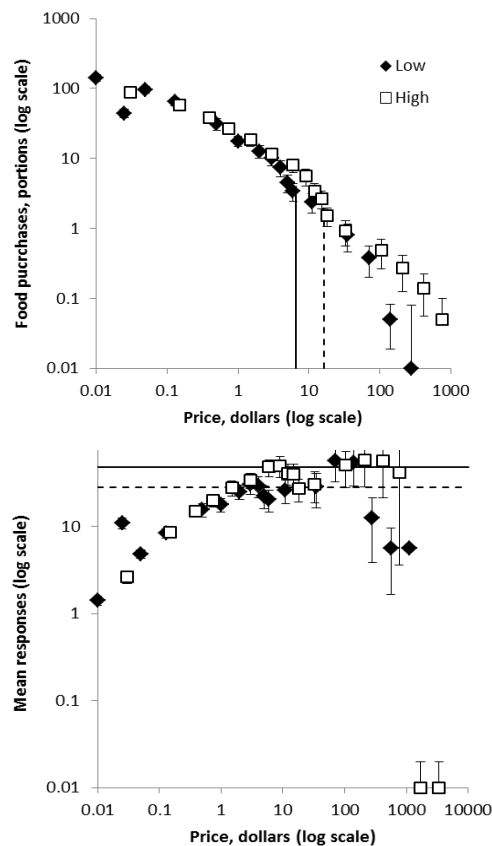 100
10
1
0.1
0.01
0.01 0.1 1 10 100 1000
Food pucrchases, portions (log scale)
Price, dollars (log scale)
Low
High
10
1
0.1
0.01
0.01 0.1 1 10 100 1000 10000
Mean responses (log scale)
Price, dollars (log scale)